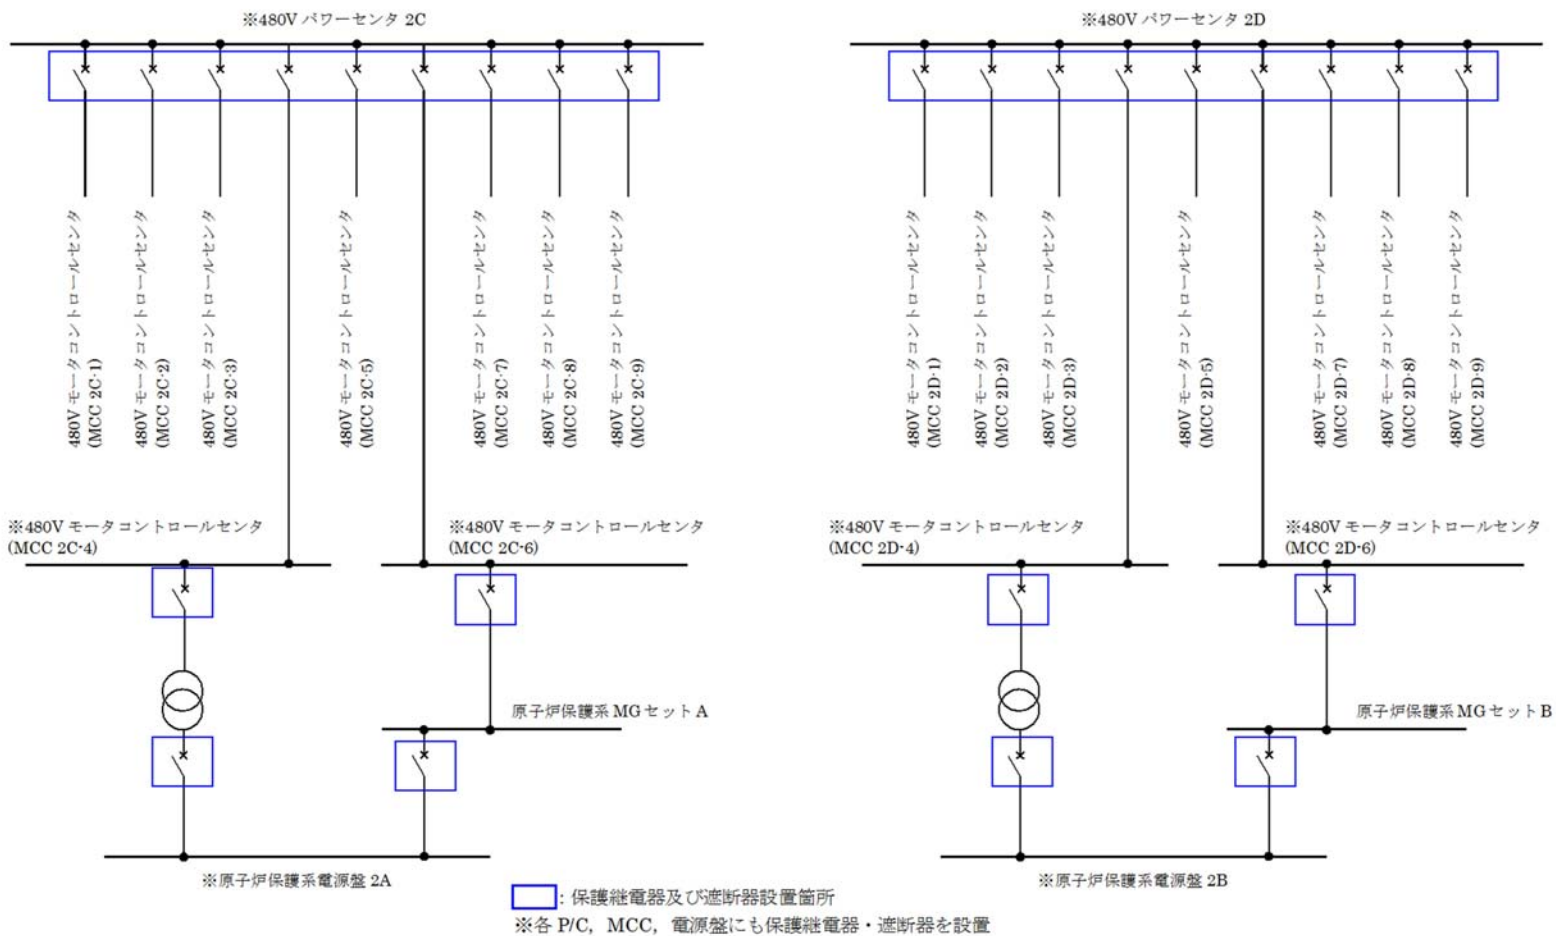 ※480V パワーセンタ 2C
※480V パワーセンタ 2D
480V モータコントロールセンタ
(MCC 2C-1)
480V モータコントロールセンタ
(MCC 2C-2)
480V モータコントロールセンタ
(MCC 2C-3)
480V モータコントロールセンタ
(MCC 2C-5)
480V モータコントロールセンタ
(MCC 2C-7)
480V モータコントロールセンタ
(MCC 2C-8)
480V モータコントロールセンタ
(MCC 2C-9)
480V モータコントロールセンタ
(MCC 2D-1)
480V モータコントロールセンタ
(MCC 2D-2)
480V モータコントロールセンタ
(MCC 2D-3)
480V モータコントロールセンタ
(MCC 2D-5)
480V モータコントロールセンタ
(MCC 2D-7)
480V モータコントロールセンタ
(MCC 2D-8)
480V モータコントロールセンタ
(MCC 2D-9)
※480V モータコントロールセンタ
(MCC 2C-4)
※480V モータコントロールセンタ
(MCC 2C-6)
※480V モータコントロールセンタ
(MCC 2D-4)
※480V モータコントロールセンタ
(MCC 2D-6)
原子炉保護系 MG セット A
原子炉保護系 MG セット B
※原子炉保護系電源盤 2A
※原子炉保護系電源盤 2B
: 保護継電器及び遮断器設置箇所
※各 P/C, MCC, 電源盤にも保護継電器・遮断器を設置